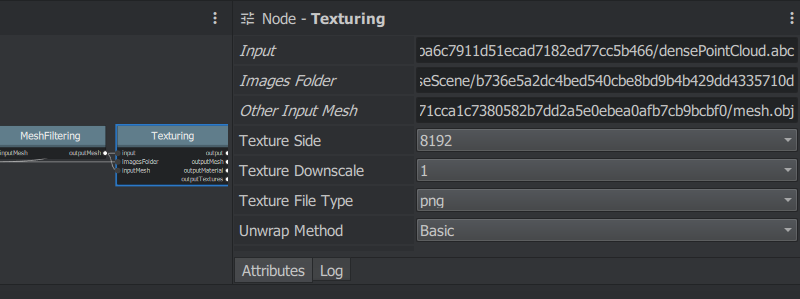 Node - Texturing
Input
ba6c7911d51ecad7182ed77cc5b466/densePointCloud.abc
Images Folder
seScene/b736e5a2dc4bed540cbe8bd9b4b429dd4335710d
Other Input Mesh
71cca1c7380582b7dd2a5e0ebea0afb7cb9bcbf0/mesh.obj
Texture Side
8192
Texture Downscale
1
Texture File Type
png
Unwrap Method
Basic
Attributes
Log
MeshFiltering
inputMesh
outputMesh
Texturing
input
output
imagesFolder
outputMesh
inputMesh
outputMaterial
outputTextures